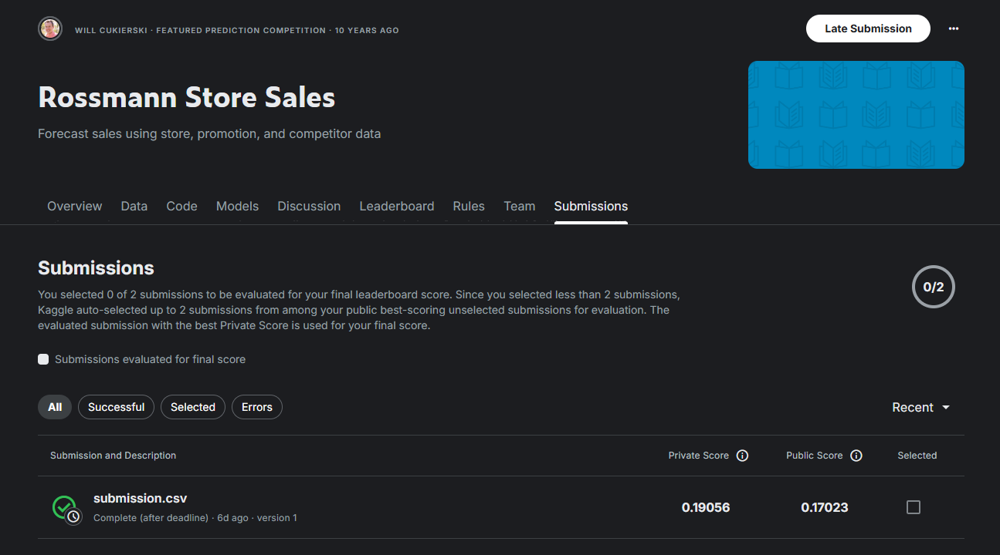 WILL CUKIERSKI · FEATURED PREDICTION COMPETITION · 10 YEARS AGO
Late Submission
Rossmann Store Sales
Forecast sales using store, promotion, and competitor data
Overview Data Code Models Discussion Leaderboard Rules Team Submissions
Submissions
You selected 0 of 2 submissions to be evaluated for your final leaderboard score. Since you selected less than 2 submissions,
Kaggle auto-selected up to 2 submissions from among your public best-scoring unselected submissions for evaluation. The
evaluated submission with the best Private Score is used for your final score.
0/2
Submissions evaluated for final score
All Successful Selected Errors
Recent
Submission and Description Private Score Public Score Selected
submission.csv
Complete (after deadline) · 6d ago · version 1
0.19056 0.17023